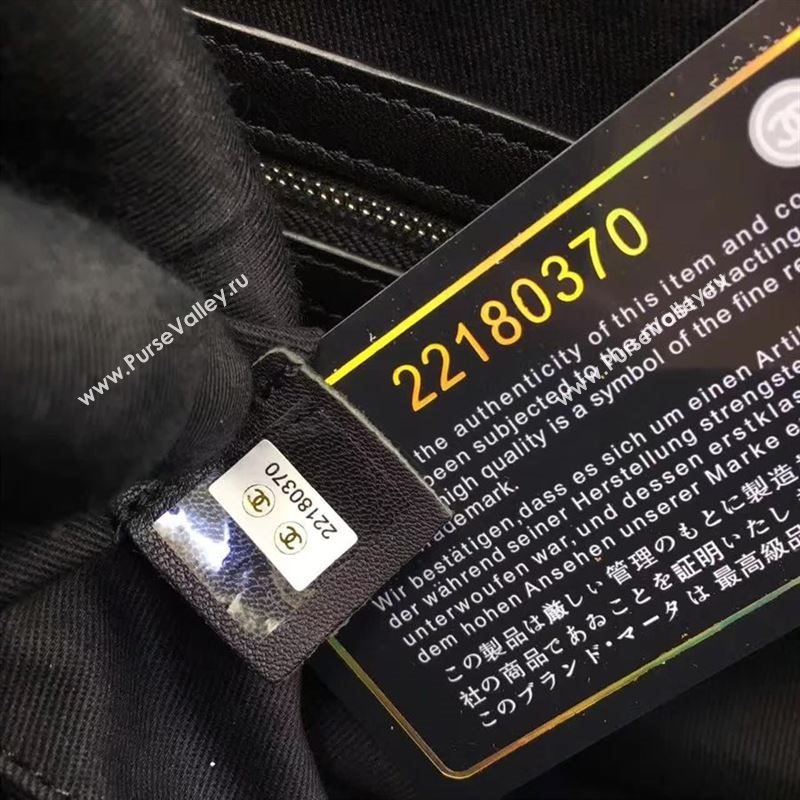 22180370
the authenticity of this item and co
been subjected to the most exacting
high quality is a symbol of the fine re
trademark.
Wir bestätigen, dass es sich um einen Artik
der während seiner Herstellung strengste
unterwoufen war, und dessen erstklas
dem hohen Ansehen unserer Marke e
この製品は厳しい管理のもとに製造
社の商品であることを証明いたし
このブランド・マータは最高級品
22180370
www.PurseValley.ru
www.PurseValley.ru